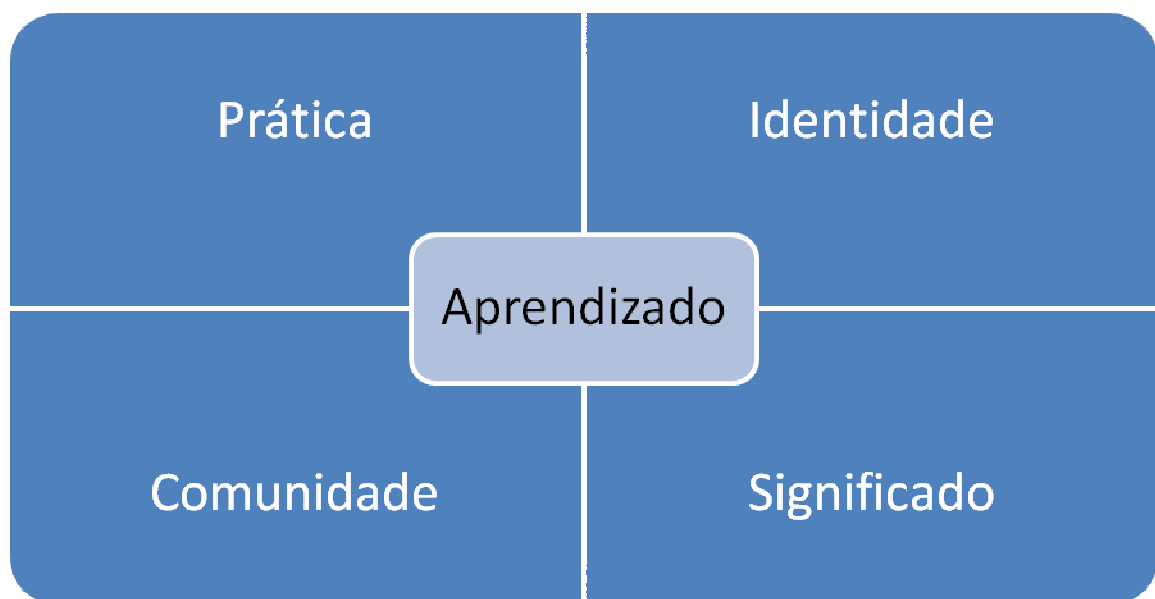 Prática
Identidade
Aprendizado
Comunidade
Significado